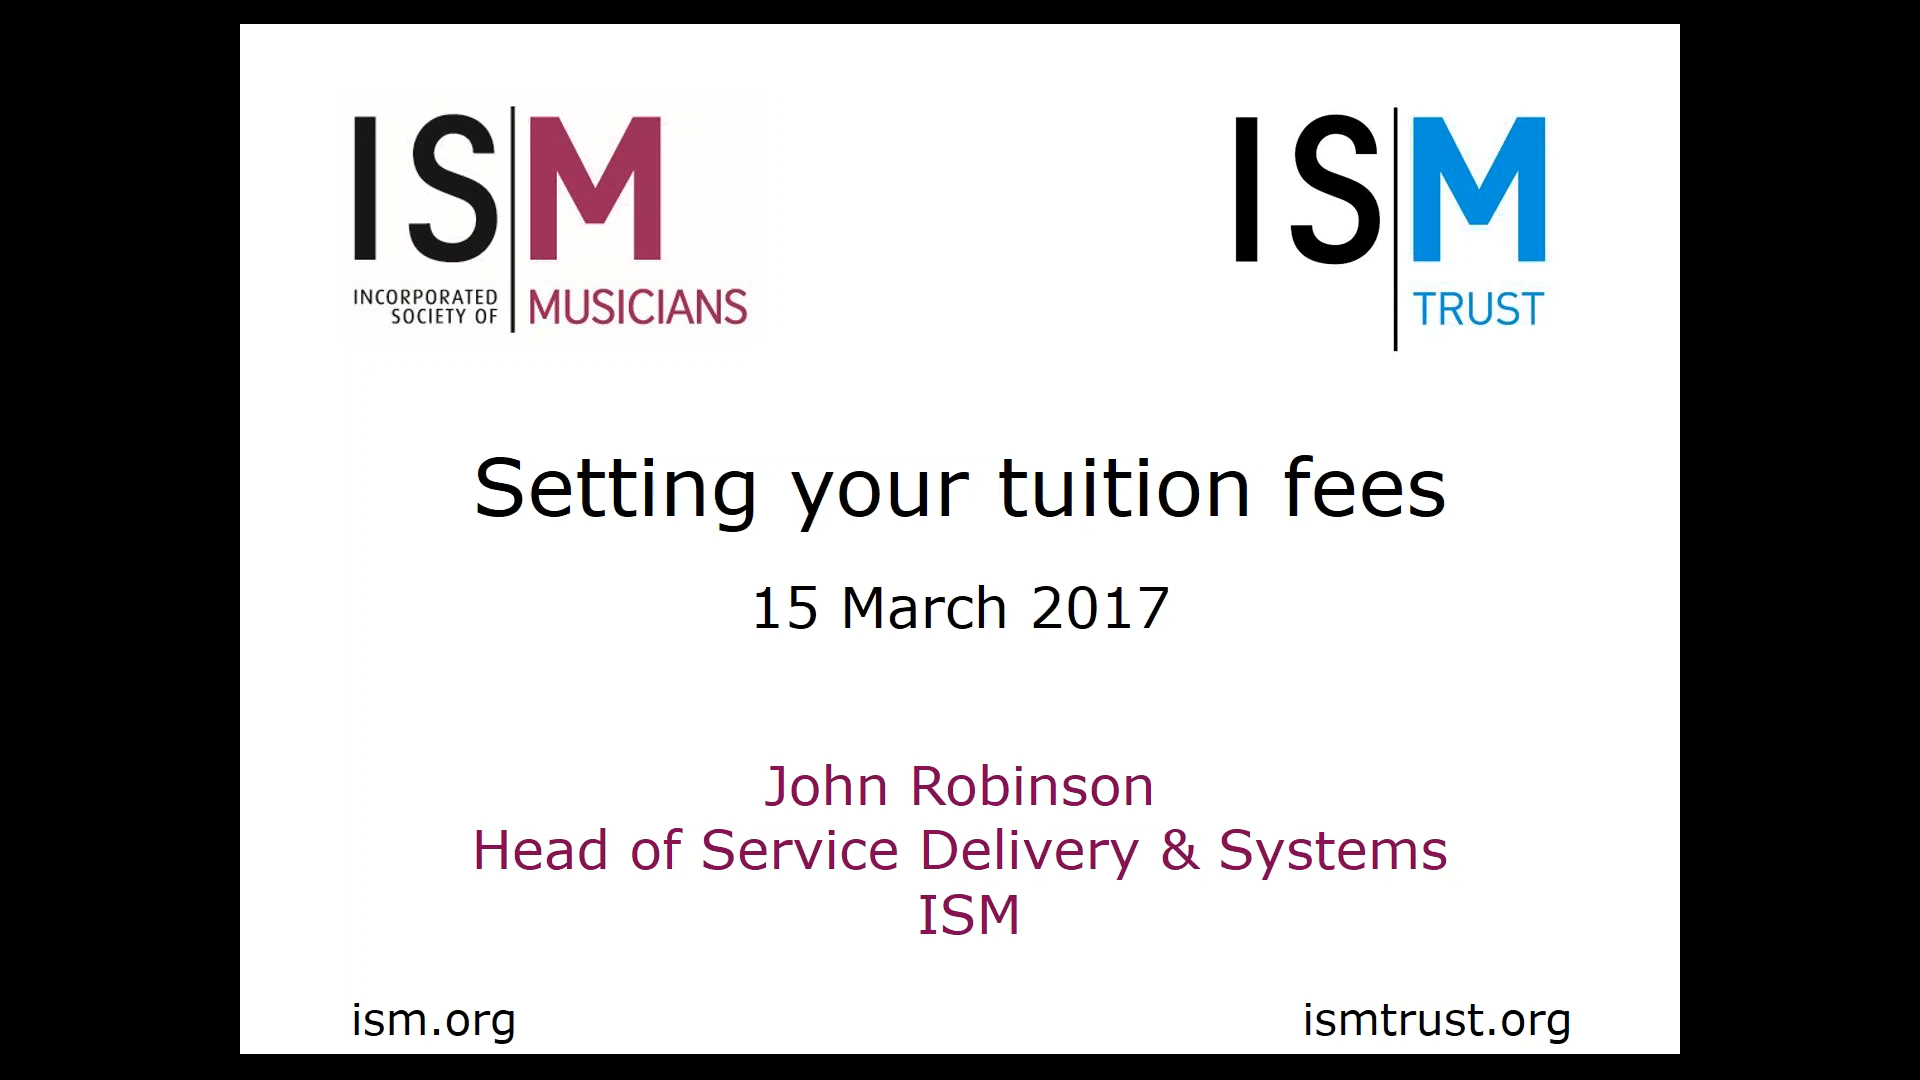 ISM
INCORPORATED
SOCIETY OF
MUSICIANS
ISM
TRUST
Setting your tuition fees
15 March 2017
John Robinson
Head of Service Delivery & Systems
ISM
ism.org
ismtrust.org